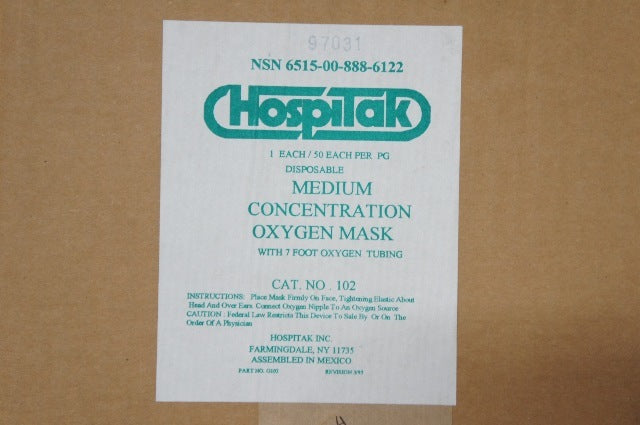 97031
NSN 6515-00-888-6122
Hospitak
1 EACH / 50 EACH PER PG
DISPOSABLE
MEDIUM
CONCENTRATION
OXYGEN MASK
WITH 7 FOOT OXYGEN TUBING
CAT. NO . 102
INSTRUCTIONS: Place Mask Firmly On Face, Tightening Elastic About
Head And Over Ears. Connect Oxygen Nipple To An Oxygen Source
CAUTION : Federal Law Restricts This Device To Sale By Or On The
Order Of A Physician
HOSPITAK INC.
FARMINGDALE, NY 11735
ASSEMBLED IN MEXICO
PART NO. REVISION